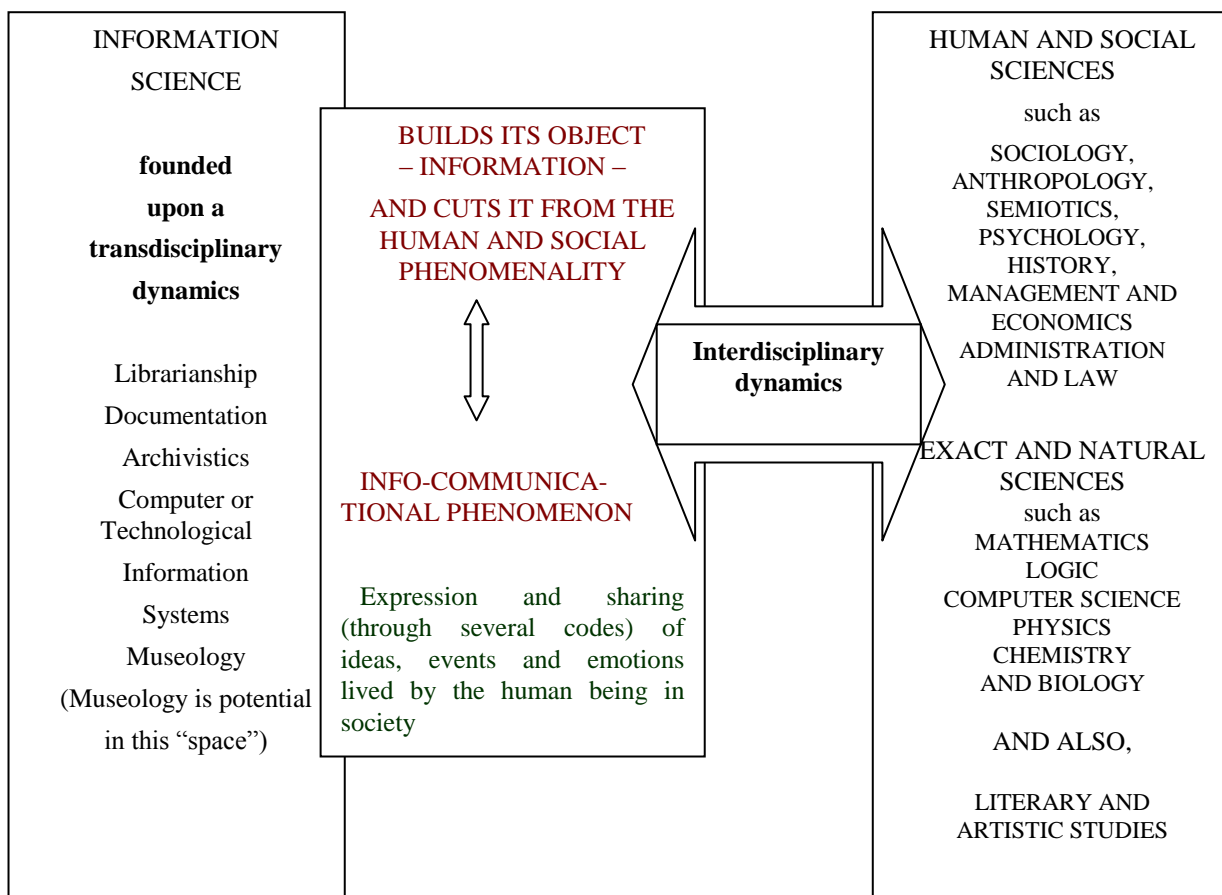 INFORMATION
SCIENCE
founded
upon a
transdisciplinary
dynamics
Librarianship
Documentation
Archivistics
Computer or
Technological
Information
Systems
Museology
(Museology is potential
in this “space”)
BUILDS ITS OBJECT
– INFORMATION –
AND CUTS IT FROM THE
HUMAN AND SOCIAL
PHENOMENALITY
INFO-COMMUNICA-
TIONAL PHENOMENON
Expression and sharing
(through several codes) of
ideas, events and emotions
lived by the human being in
society
Interdisciplinary
dynamics
HUMAN AND SOCIAL
SCIENCES
such as
SOCIOLOGY,
ANTHROPOLOGY,
SEMIOTICS,
PSYCHOLOGY,
HISTORY,
MANAGEMENT AND
ECONOMICS
ADMINISTRATION
AND LAW
EXACT AND NATURAL
SCIENCES
such as
MATHEMATICS
LOGIC
COMPUTER SCIENCE
PHYSICS
CHEMISTRY
AND BIOLOGY
AND ALSO,
LITERARY AND
ARTISTIC STUDIES